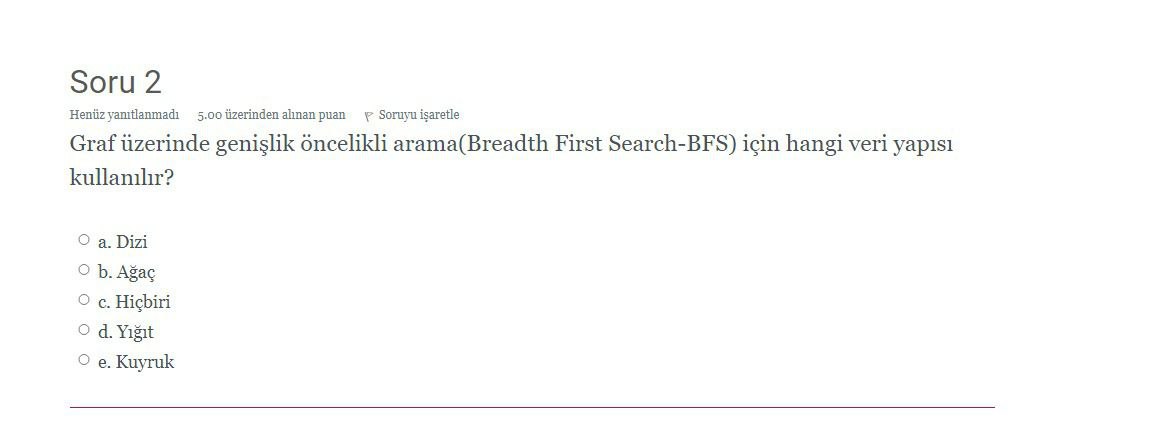 Soru 2
Henüz yanıtlanmadı 5.00 üzerinden alınan puan Soruyu işaretle
Graf üzerinde genişlik öncelikli arama(Breadth First Search-BFS) için hangi veri yapısı
kullanılır?
a. Dizi
b. Ağaç
c. Hiçbiri
d. Yığıt
e. Kuyruk